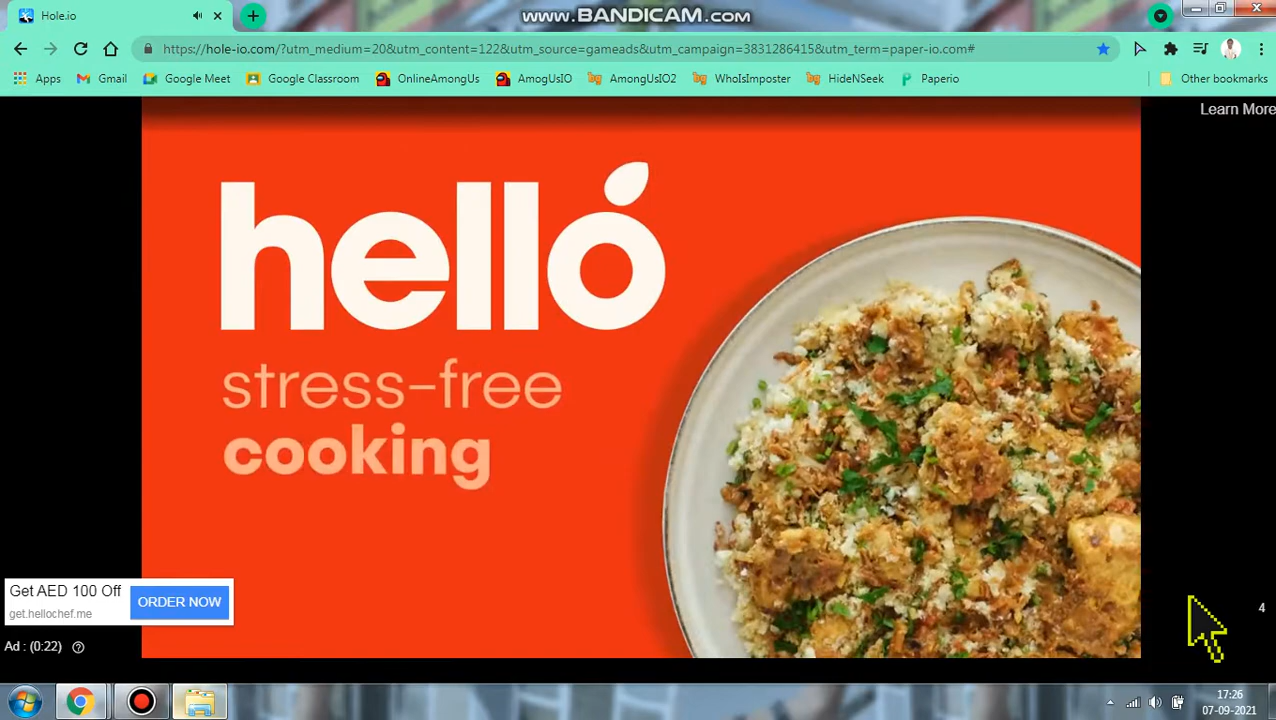 Hole.io
www.BANDICAM.com
https://hole-io.com/?utm_medium=20&utm_content=122&utm_source=gameads&utm_campaign=3831286415&utm_term=paper-io.com#
Apps Gmail Google Meet Google Classroom OnlineAmongUs AmogUsIO AmongUsIO2 WhoIsImposter HideNSeek Paperio Other bookmarks
Learn More
hello
stress-free
cooking
Get AED 100 Off
get.hellochef.me
ORDER NOW
4
Ad : (0:22)
17:26
07-09-2021